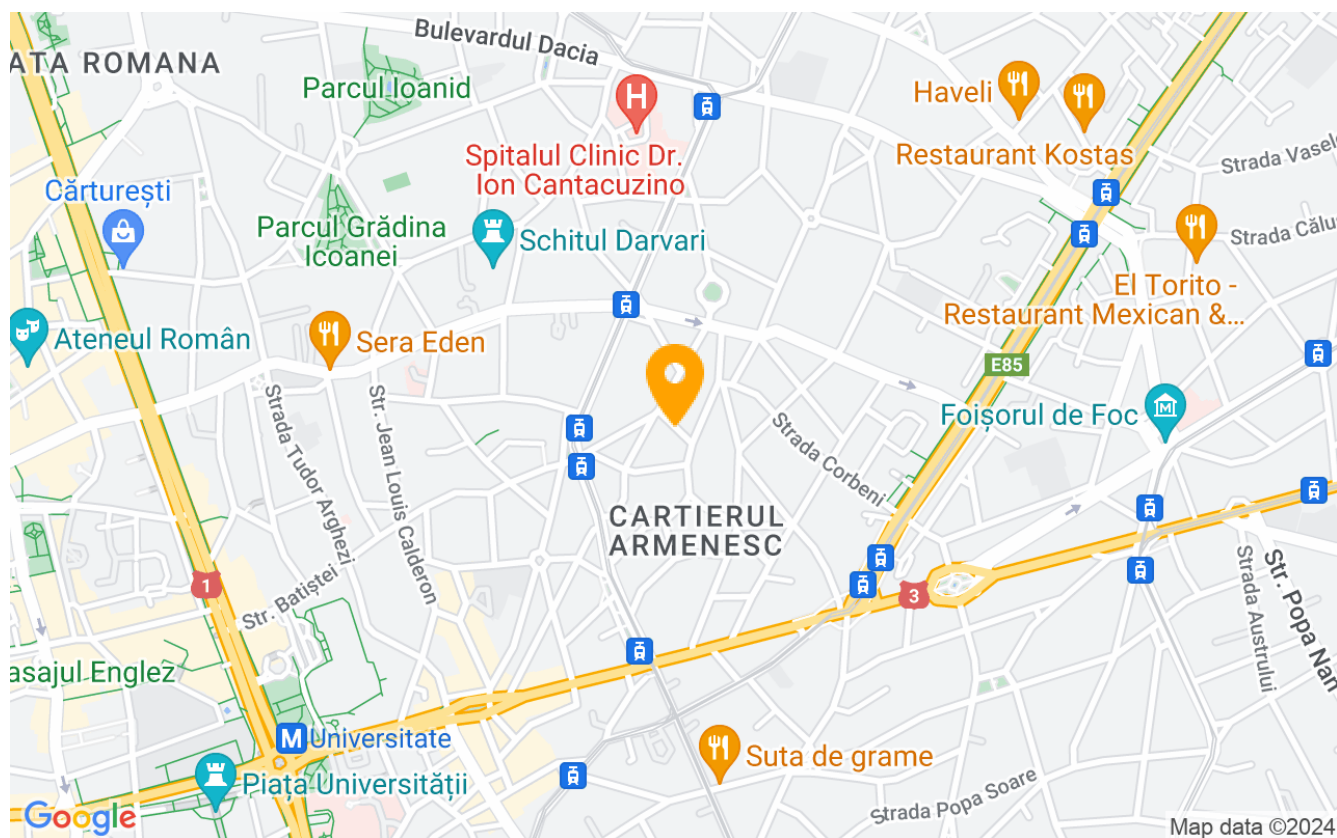 Bulevardul Dacia
ATA ROMANA
Parcul Ioanid
H
Haveli
Restaurant Kostas
Spitalul Clinic Dr.
Ion Cantacuzino
Strada Vasel
Cărturești
Parcul Grădina
Icoanei
Schitul Darvari
Strada Călu
El Torito -
Restaurant Mexican &...
Ateneul Român
Sera Eden
E85
Foișorul de Foc
Strada Tudor Arghezi
Str. Jean Louis Calderon
Strada Corbeni
CARTIERUL
ARMENESC
1
3
Str. Batiștei
Strada Austrului
Str. Popa Nan
asajul Englez
M Universitate
Piața Universității
Suta de grame
Strada Popa Soare
Google
Map data ©2024